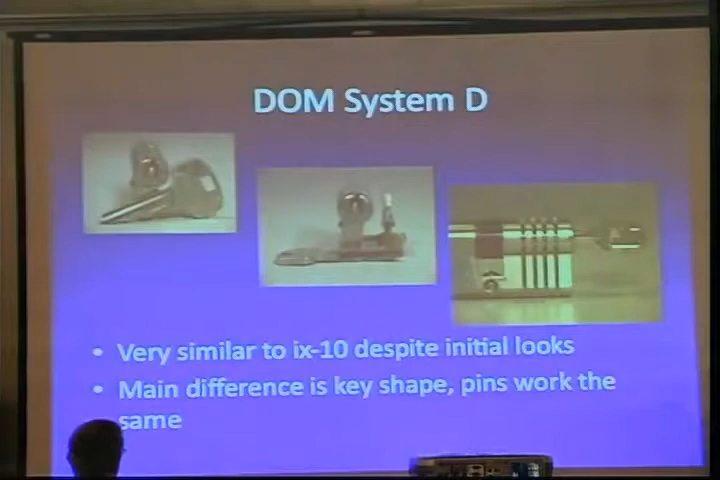 DOM System D
• Very similar to ix-10 despite initial looks
• Main difference is key shape, pins work the
same